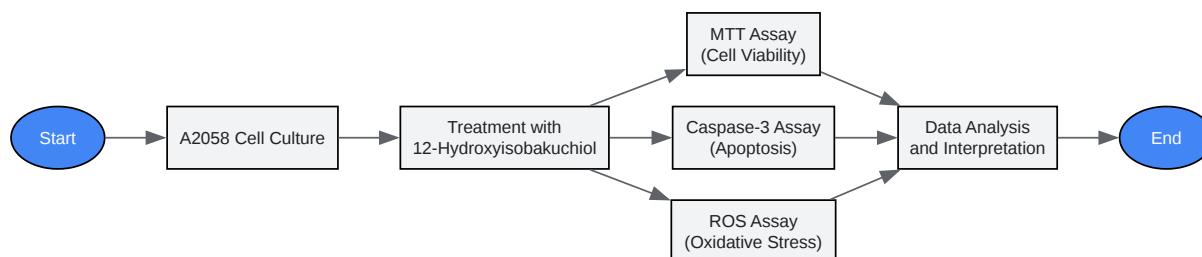 Start
A2058 Cell Culture
Treatment with
12-Hydroxyisobakuchiol
MTT Assay
(Cell Viability)
Caspase-3 Assay
(Apoptosis)
ROS Assay
(Oxidative Stress)
Data Analysis
and Interpretation
End